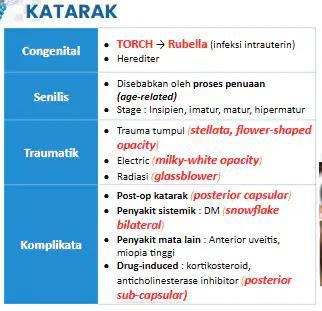 KATARAK
Congenital
• TORCH → Rubella (infeksi intrauterin)
• Herediter
Senilis
• Disebabkan oleh proses penuaan
(age-related)
• Stage : Insipien, imatur, matur, hipermatur
Traumatik
• Trauma tumpul (stellata, flower-shaped
opacity)
• Electric (milky-white opacity)
• Radiasi (glassblower)
Komplikata
• Post-op katarak (posterior capsular)
• Penyakit sistemik : DM (snowflake
bilateral)
• Penyakit mata lain : Anterior uveitis,
miopia tinggi
• Drug-induced : kortikosteroid,
anticholinesterase inhibitor (posterior
sub-capsular)